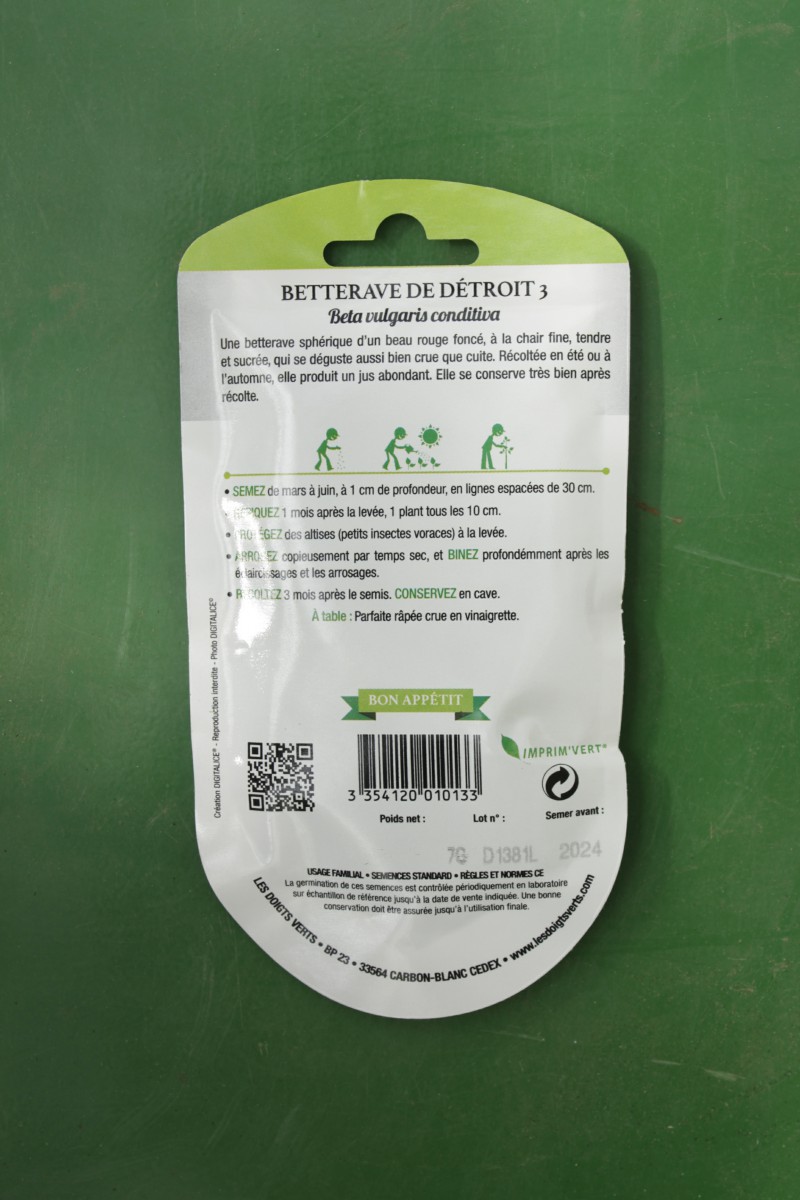 BETTERAVE DE DÉTROIT 3
Beta vulgaris conditiva
Une betterave sphérique d'un beau rouge foncé, à la chair fine, tendre
et sucrée, qui se déguste aussi bien crue que cuite. Récoltée en été ou à
l'automne, elle produit un jus abondant. Elle se conserve très bien après
récolte.
• SEMEZ de mars à juin, à 1 cm de profondeur, en lignes espacées de 30 cm.
• REPIQUEZ 1 mois après la levée, 1 plant tous les 10 cm.
• PROTÉGEZ des altises (petits insectes voraces) à la levée.
• ARROSEZ copieusement par temps sec, et BINEZ profondémment après les
éclaircissages et les arrosages.
• RÉCOLTEZ 3 mois après le semis. CONSERVEZ en cave.
À table : Parfaite râpée crue en vinaigrette.
Création DIGITALICE® - Reproduction interdite - Photo DIGITALICE®
BON APPÉTIT
IMPRIM'VERT®
3 354120 010133
Poids net : Lot n° : Semer avant :
7G D1381L 2024
USAGE FAMILIAL • SEMENCES STANDARD • RÈGLES ET NORMES CE
La germination de ces semences est contrôlée périodiquement en laboratoire
sur échantillon de référence jusqu'à la date de vente indiquée. Une bonne
conservation doit être assurée jusqu'à l'utilisation finale.
LES DOIGTS VERTS • BP 23 • 33564 CARBON-BLANC CEDEX • www.lesdoigtsverts.com